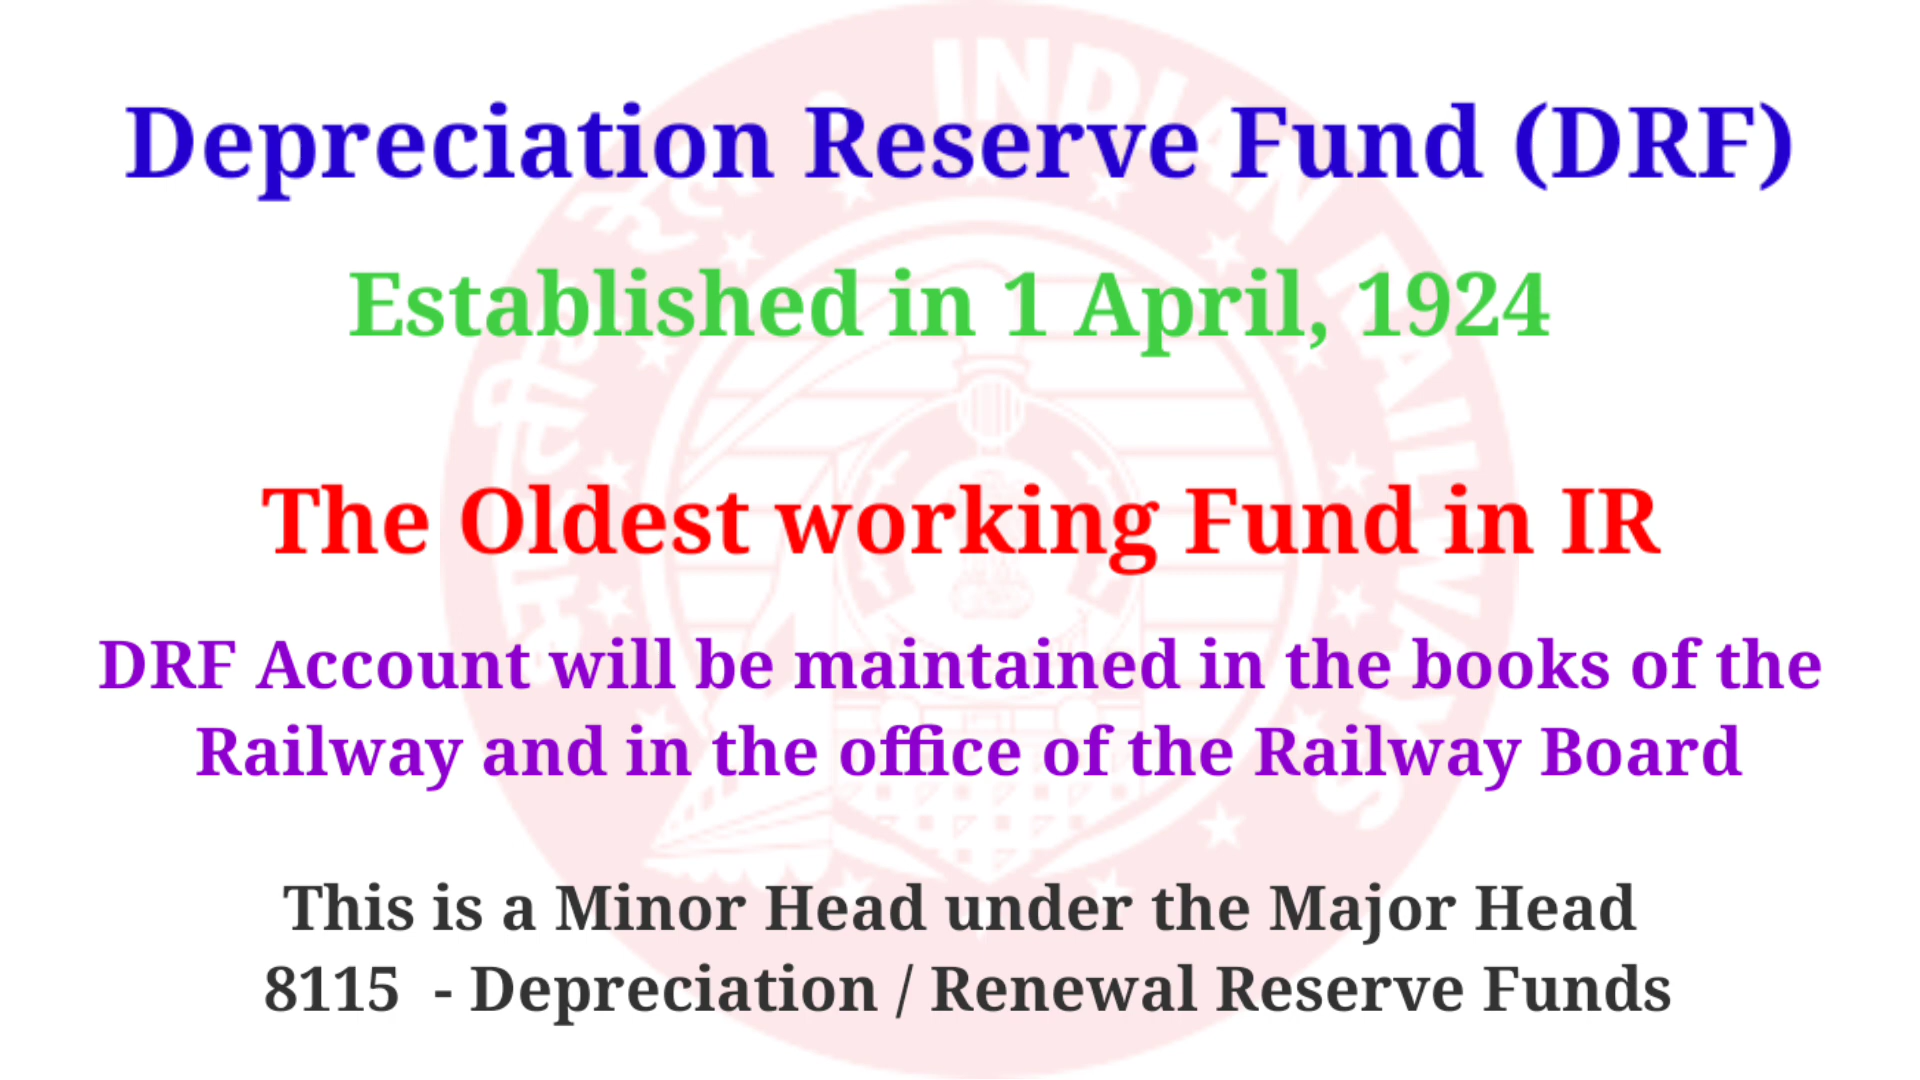 Depreciation Reserve Fund (DRF)
Established in 1 April, 1924
The Oldest working Fund in IR
DRF Account will be maintained in the books of the
Railway and in the office of the Railway Board
This is a Minor Head under the Major Head
8115 - Depreciation / Renewal Reserve Funds
INDIAN RAILWAYS